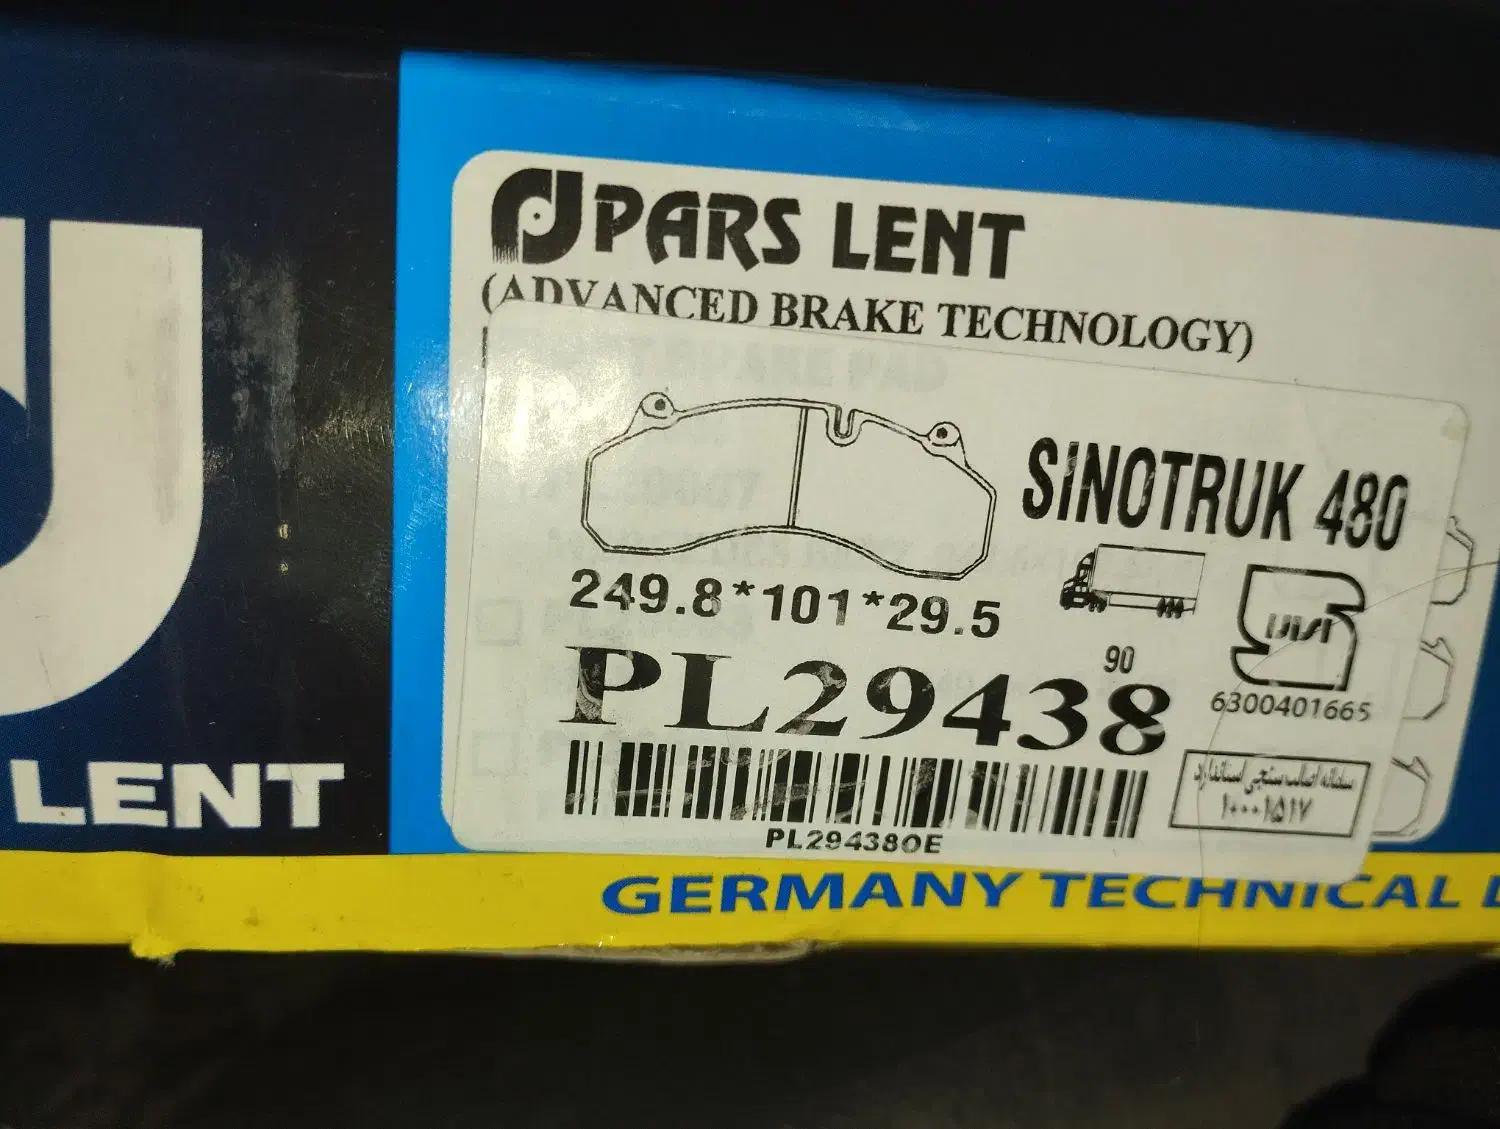 PARS LENT
(ADVANCED BRAKE TECHNOLOGY)
SINOTRUK 480
249.8*101*29.5
90
PL29438
6300401665
سامانه اصالت سنجی استاندارد
۱۰۰۰۱۵۱۷
PL29438OE
LENT
GERMANY TECHNICAL